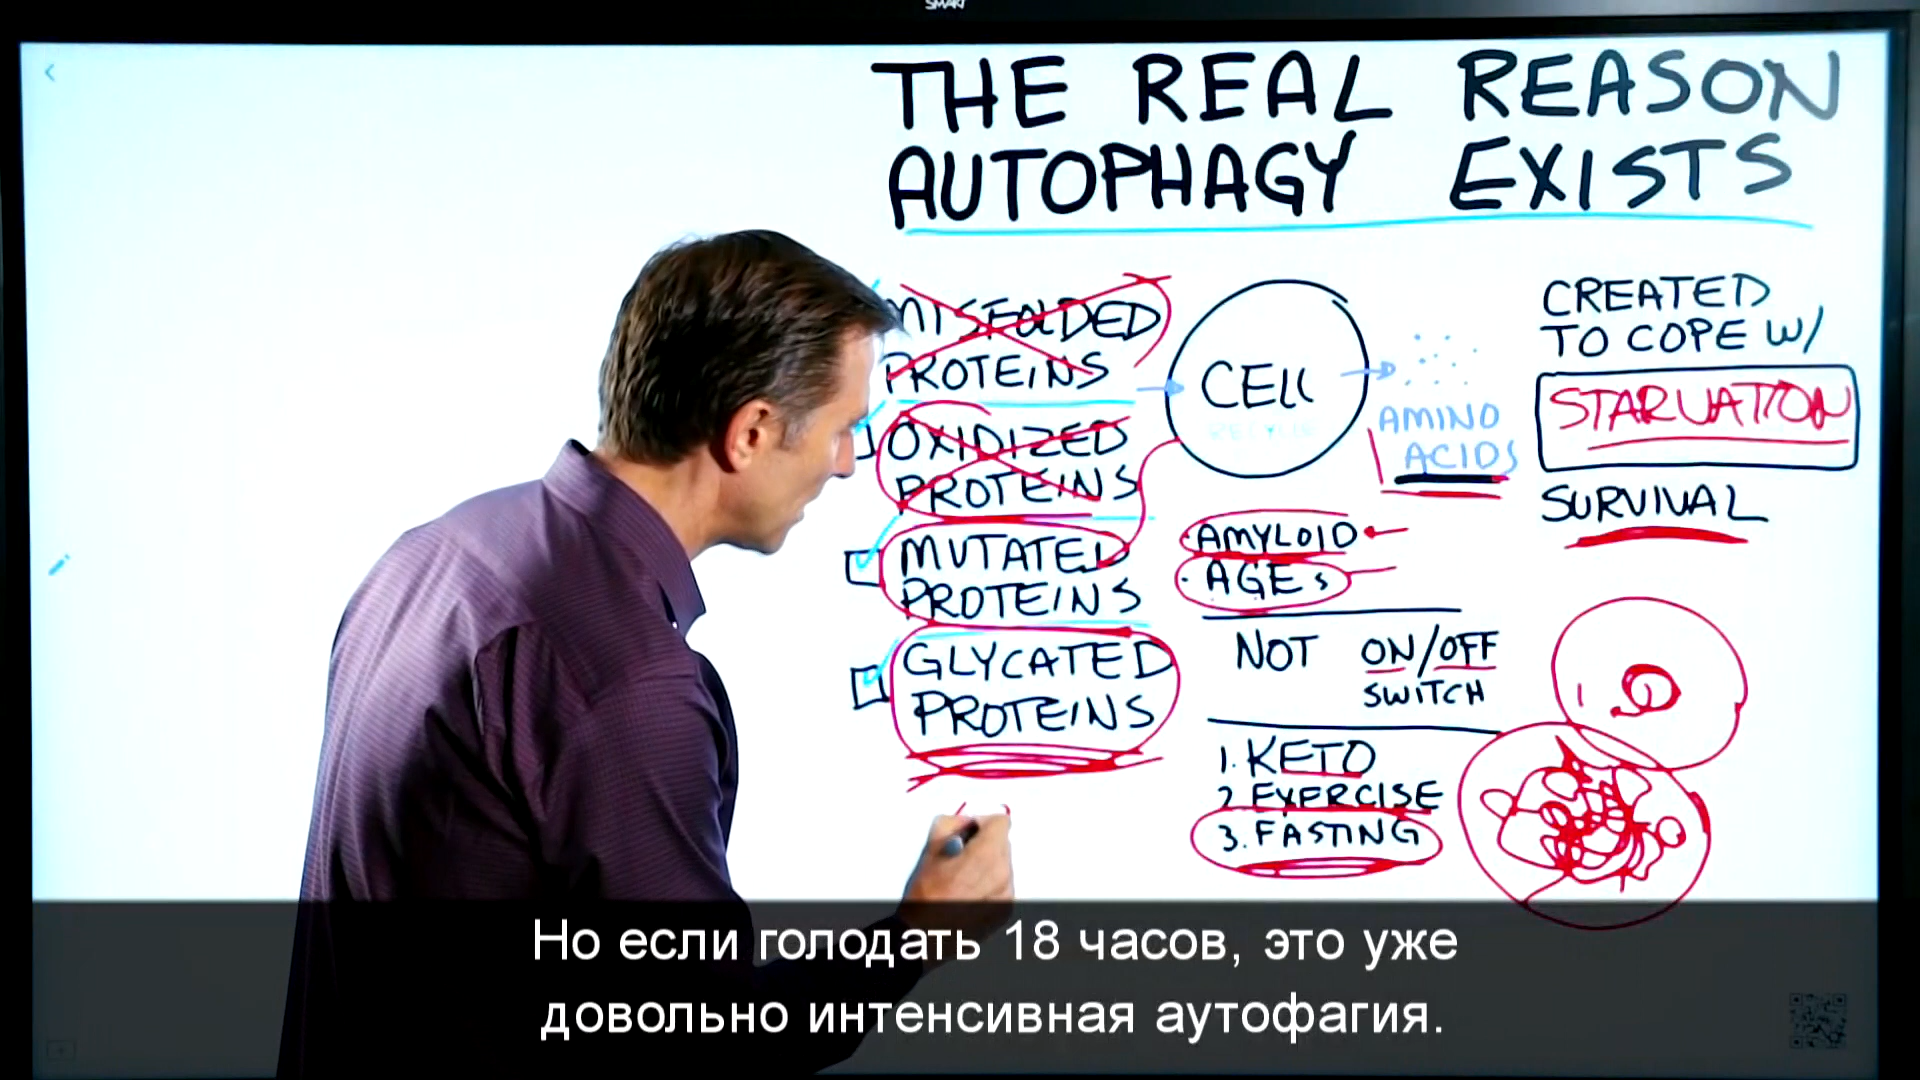 SMART
THE REAL REASON
AUTOPHAGY EXISTS
MISFOLDED
PROTEINS
OXIDIZED
PROTEINS
MUTATED
PROTEINS
GLYCATED
PROTEINS
CELL
AMINO
ACIDS
CREATED
TO COPE W/
STARVATION
SURVIVAL
· AMYLOID
· AGEs
NOT ON/OFF
SWITCH
1. KETO
2. EXERCISE
3. FASTING
Но если голодать 18 часов, это уже
довольно интенсивная аутофагия.